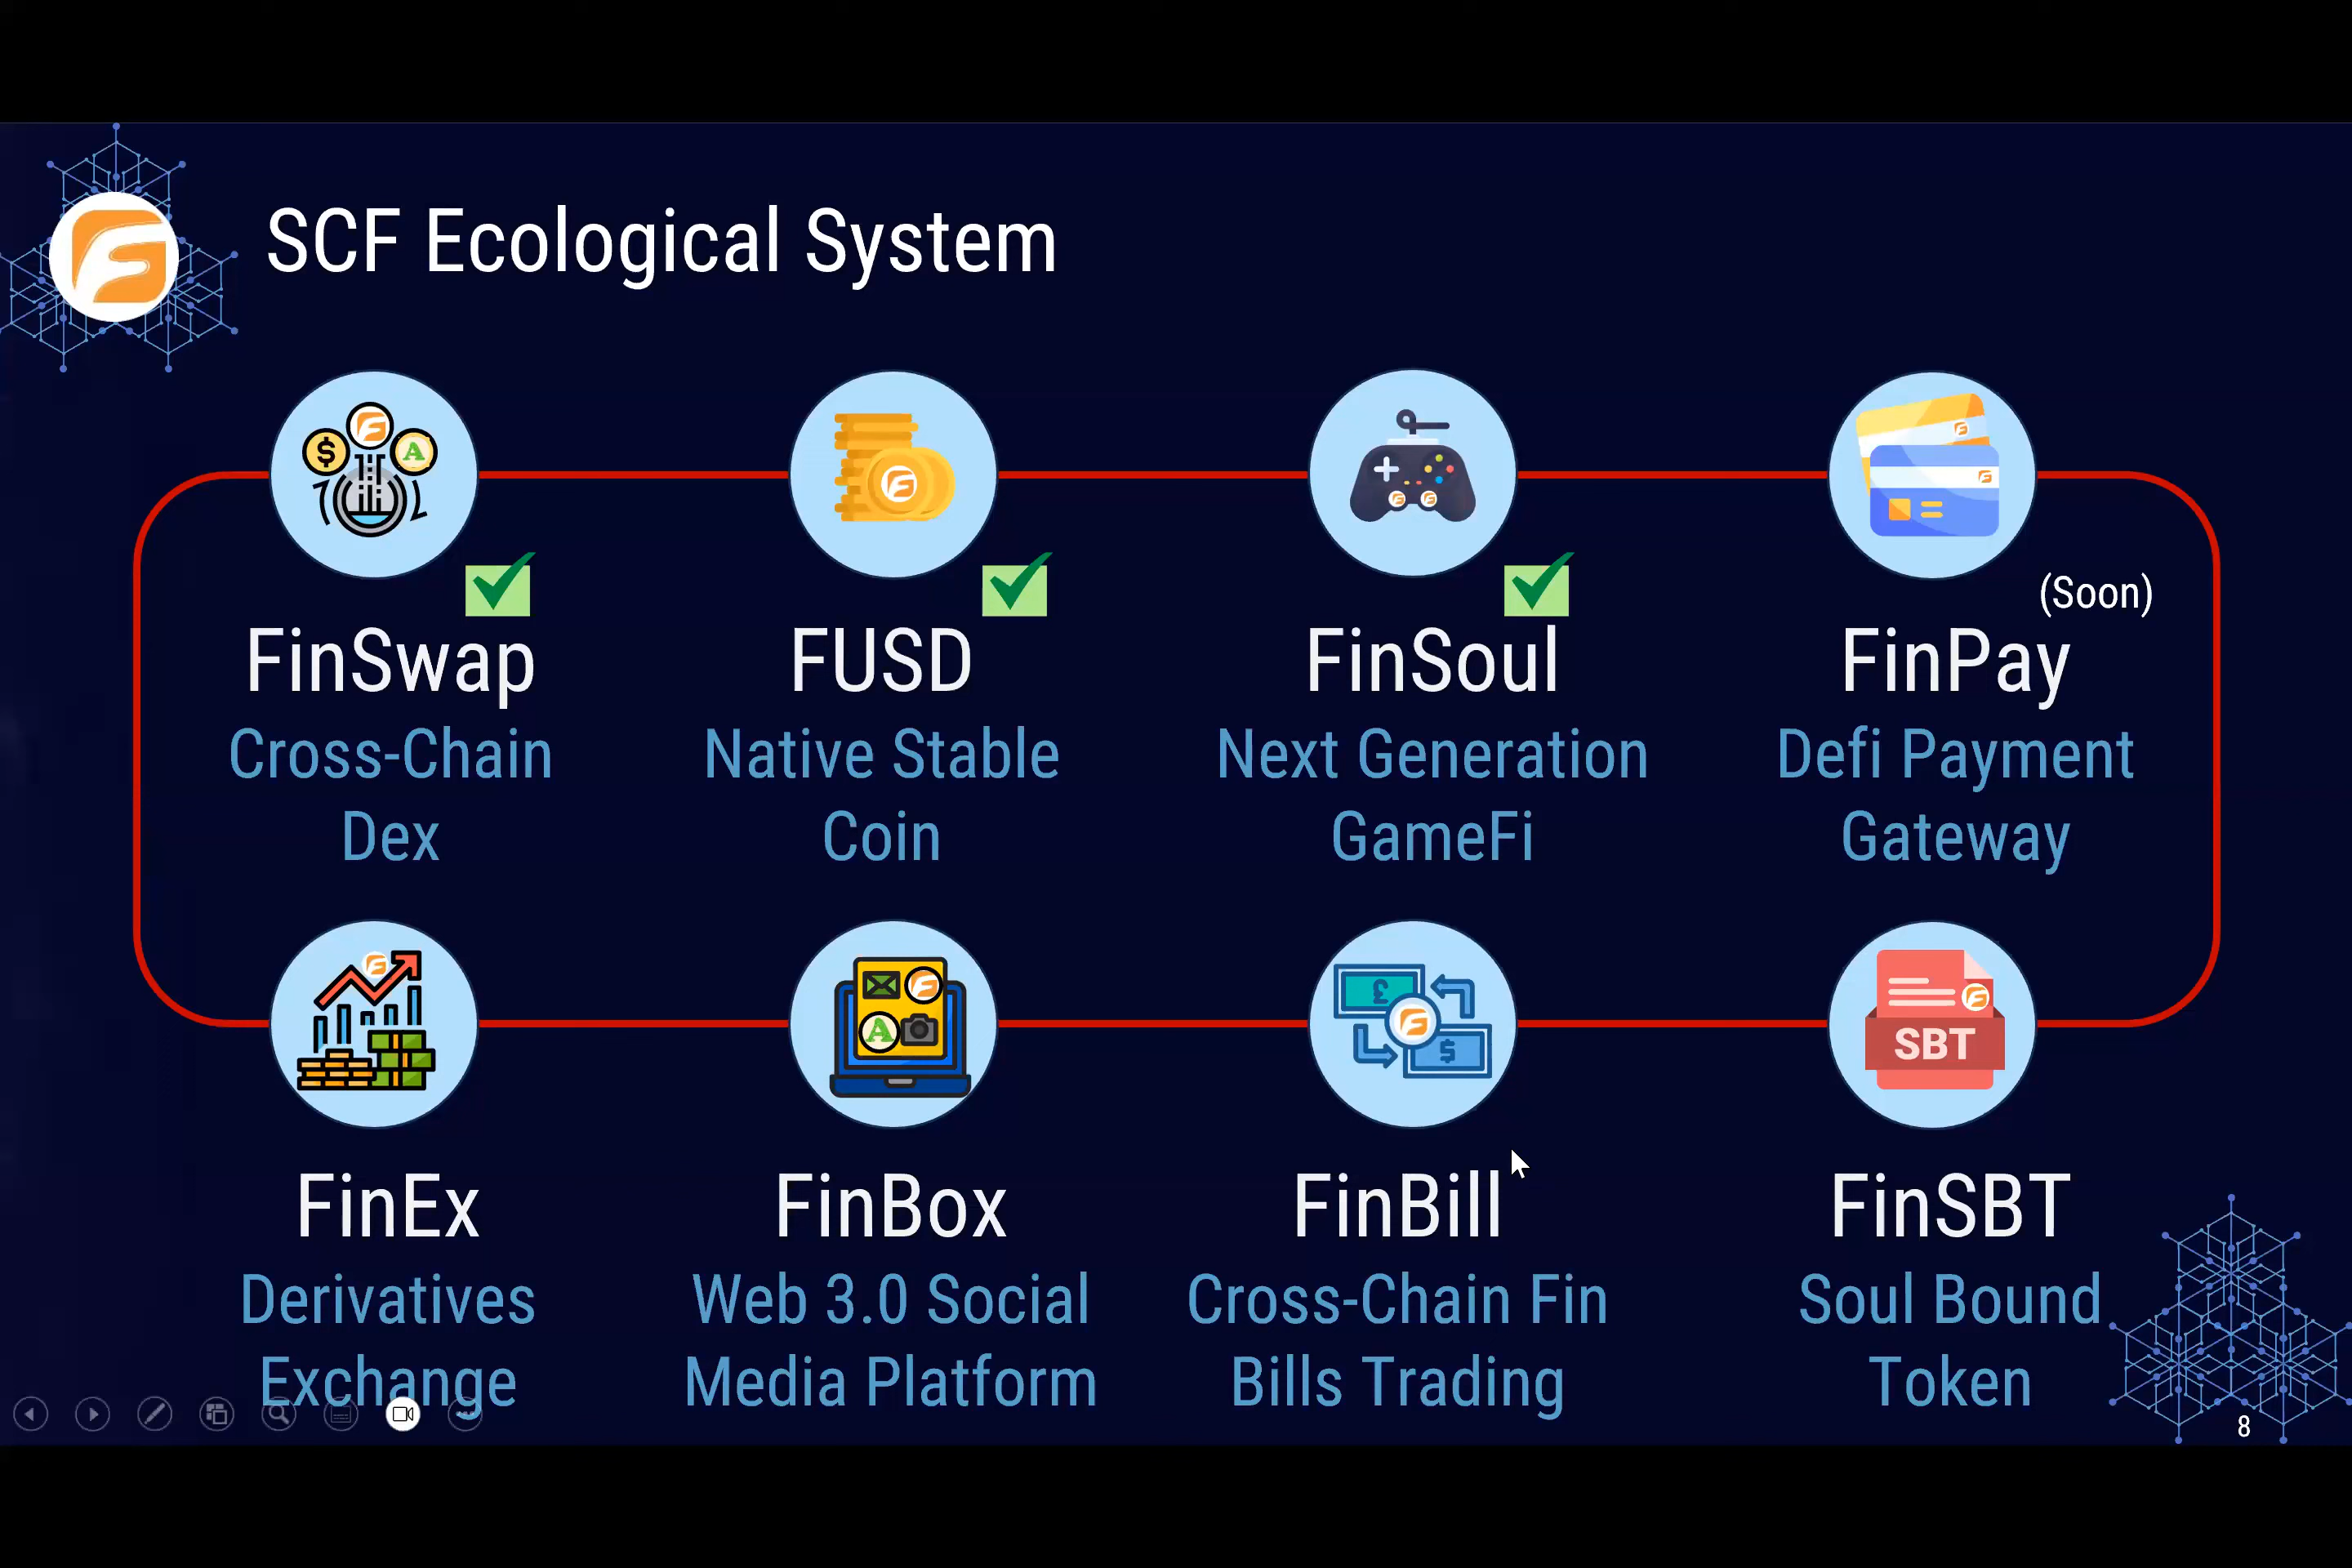 SCF Ecological System
(Soon)
FinSwap
FUSD
FinSoul
FinPay
Cross-Chain
Dex
Native Stable
Coin
Next Generation
GameFi
Defi Payment
Gateway
SBT
FinEx
FinBox
FinBill
FinSBT
Derivatives
Exchange
Web 3.0 Social
Media Platform
Cross-Chain Fin
Bills Trading
Soul Bound
Token
8